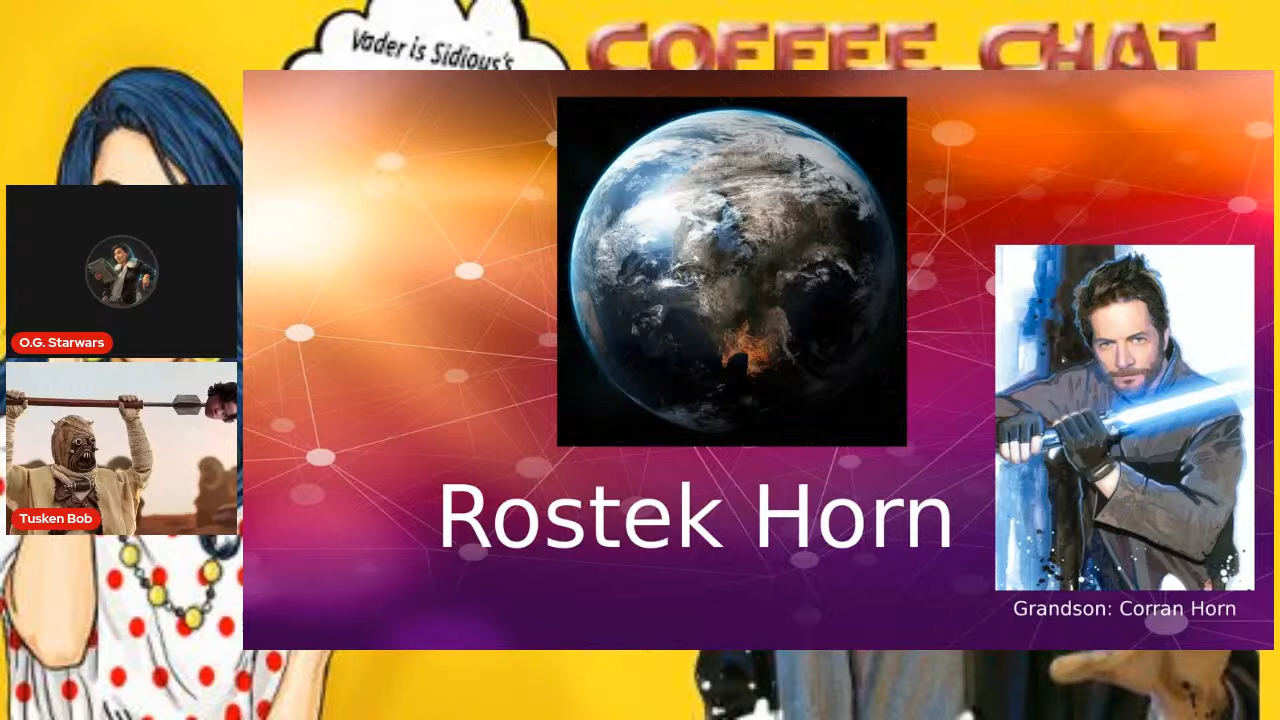 Vader is Sidious's
COFFEE CHAT
O.G. Starwars
Tusken Bob
Rostek Horn
Grandson: Corran Horn